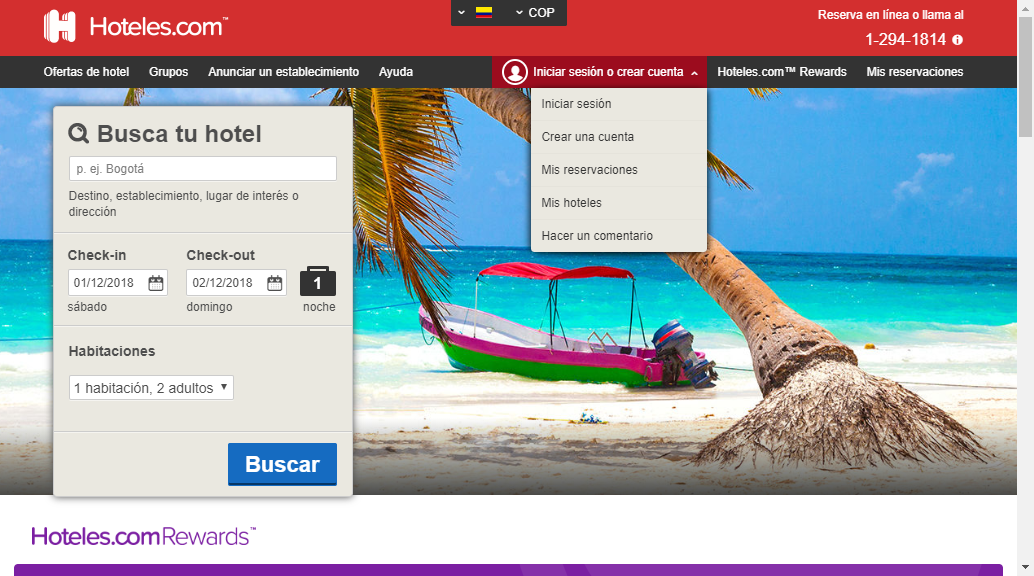 Hoteles.com™
COP
Reserva en línea o llama al
1-294-1814
Ofertas de hotel Grupos Anunciar un establecimiento Ayuda Iniciar sesión o crear cuenta Hoteles.com™ Rewards Mis reservaciones
Iniciar sesión
Crear una cuenta
Mis reservaciones
Mis hoteles
Hacer un comentario
Busca tu hotel
p. ej. Bogotá
Destino, establecimiento, lugar de interés o
dirección
Check-in Check-out
01/12/2018 02/12/2018 1
sábado domingo noche
Habitaciones
1 habitación, 2 adultos
Buscar
Hoteles.com Rewards™